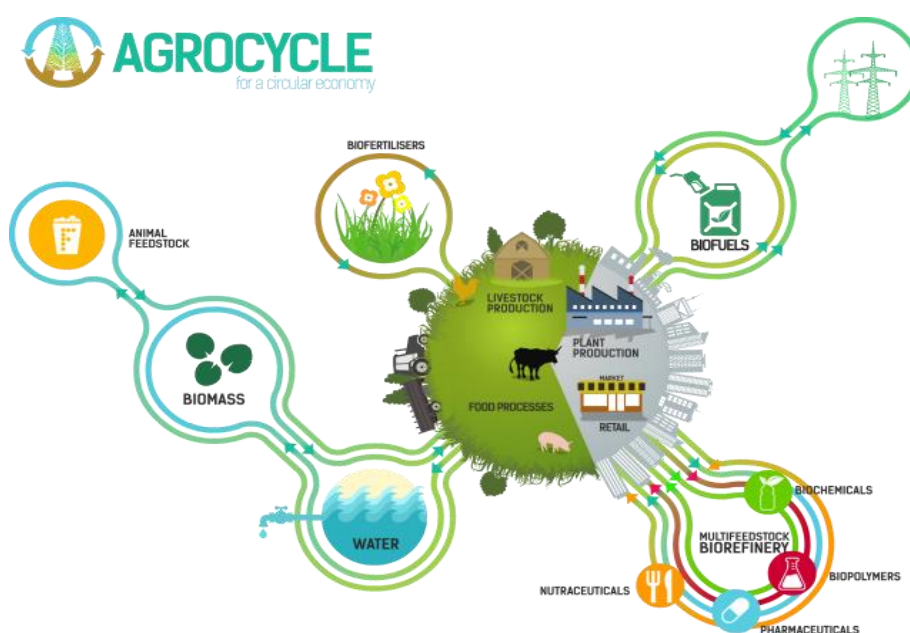 AGROCYCLE
for a circular economy
BIOFERTILISERS
ANIMAL
FEEDSTOCK
BIOFUELS
LIVESTOCK
PRODUCTION
PLANT
PRODUCTION
BIOMASS
MARKET
FOOD PROCESSES
RETAIL
WATER
BIOCHEMICALS
MULTIFEEDSTOCK
BIOREFINERY
BIOPOLYMERS
NUTRACEUTICALS
PHARMACEUTICALS